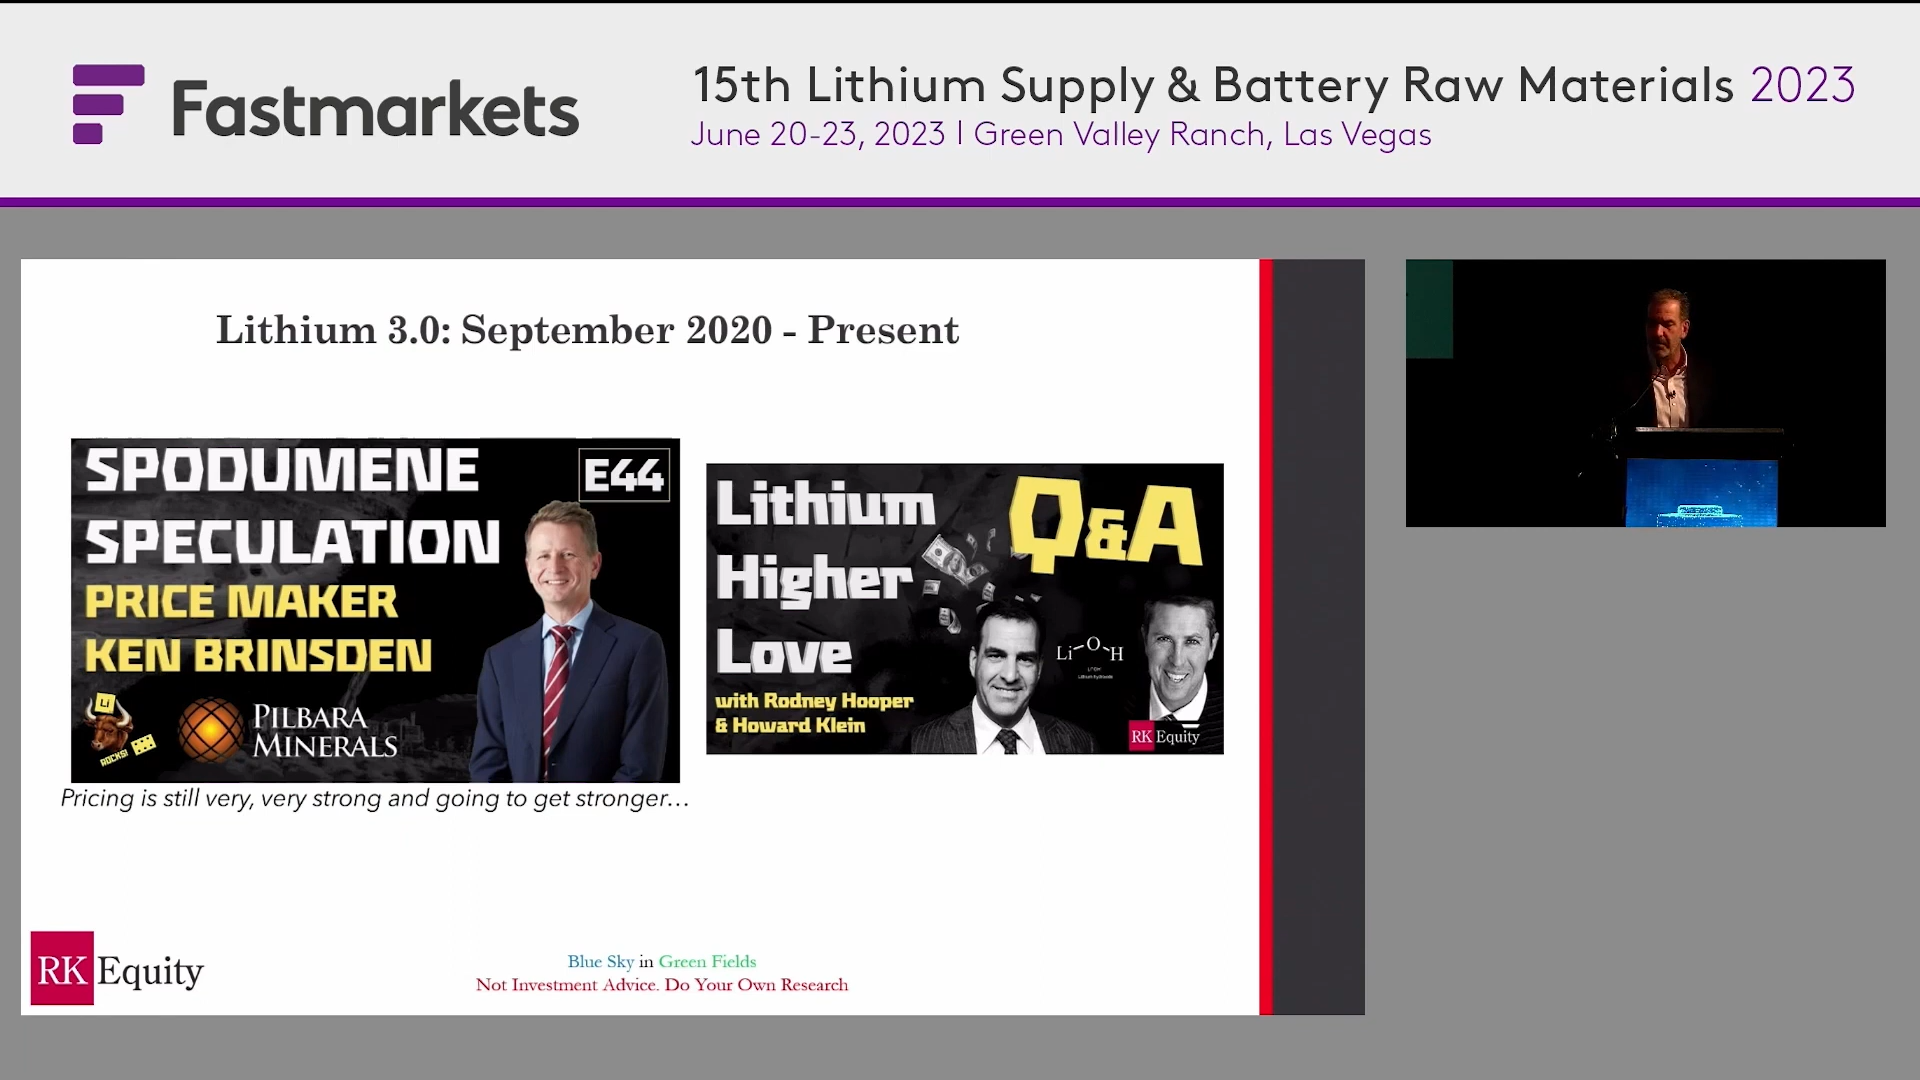 Fastmarkets
15th Lithium Supply & Battery Raw Materials 2023
June 20-23, 2023 | Green Valley Ranch, Las Vegas
Lithium 3.0: September 2020 - Present
SPODUMENE
SPECULATION
E44
PRICE MAKER
KEN BRINSDEN
Li
ROCKS!
PILBARA
MINERALS
Pricing is still very, very strong and going to get stronger...
Lithium
Higher
Love
Q&A
with Rodney Hooper
& Howard Klein
Li-O-H
RK Equity
RK Equity
Blue Sky in Green Fields
Not Investment Advice. Do Your Own Research